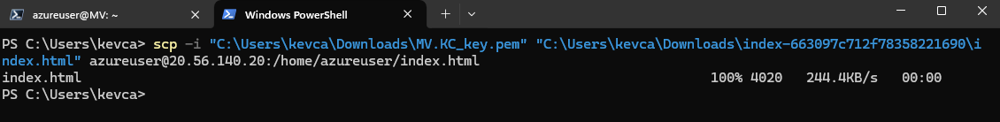 azureuser@MV: ~
Windows PowerShell
PS C:\Users\kevca> scp -i "C:\Users\kevca\Downloads\MV.KC_key.pem" "C:\Users\kevca\Downloads\index-663097c712f78358221690\i
ndex.html" azureuser@20.56.140.20:/home/azureuser/index.html
index.html 100% 4020 244.4KB/s 00:00
PS C:\Users\kevca>